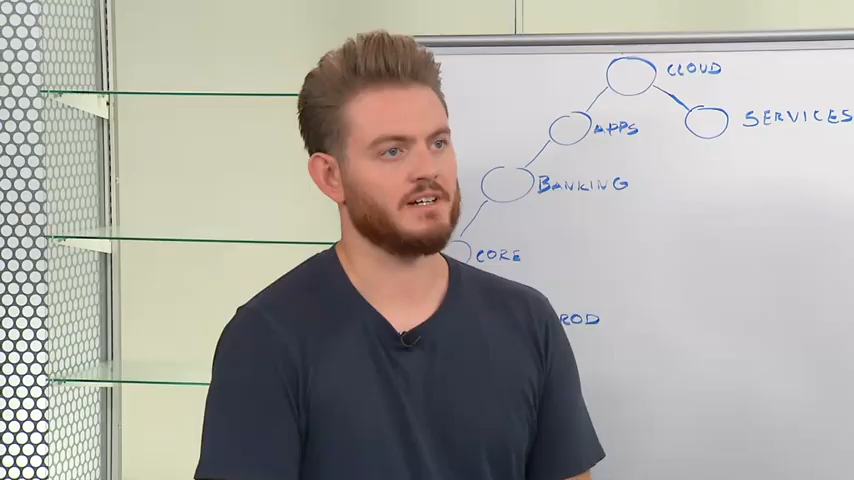 CLOUD
APPS
SERVICES
BANKING
CORE
ROD